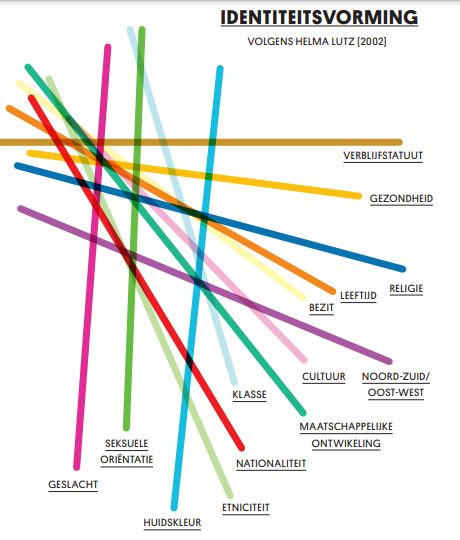 IDENTITEITSVORMING
VOLGENS HELMA LUTZ (2002)
VERBLIJFSTATUUT
GEZONDHEID
RELIGIE
LEEFTIJD
BEZIT
CULTUUR
NOORD-ZUID/
OOST-WEST
KLASSE
MAATSCHAPPELIJKE
ONTWIKELING
SEKSUELE
ORIËNTATIE
NATIONALITEIT
GESLACHT
ETNICITEIT
HUIDSKLEUR